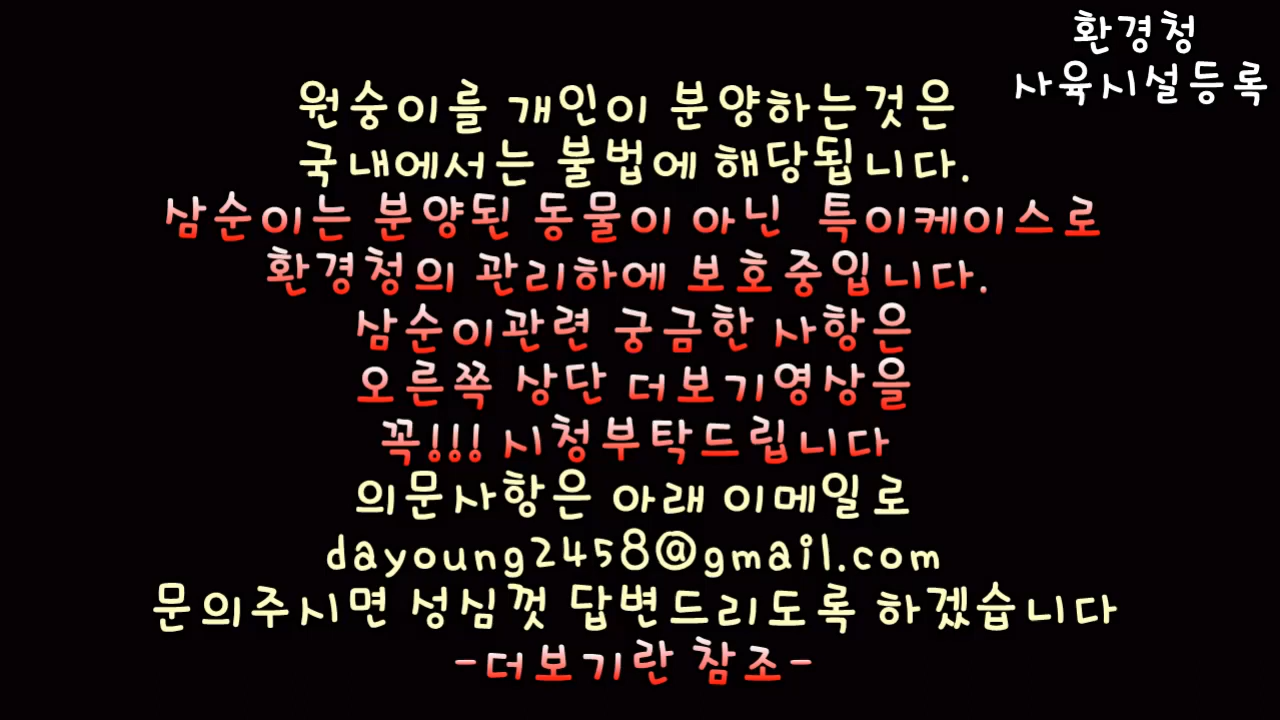 환경청
사육시설등록
원숭이를 개인이 분양하는것은
국내에서는 불법에 해당됩니다.
삼순이는 분양된 동물이 아닌 특이케이스로
환경청의 관리하에 보호중입니다.
삼순이관련 궁금한 사항은
오른쪽 상단 더보기영상을
꼭!!! 시청부탁드립니다
의문사항은 아래 이메일로
dayoung2458@gmail.com
문의주시면 성심껏 답변드리도록 하겠습니다
-더보기란 참조-